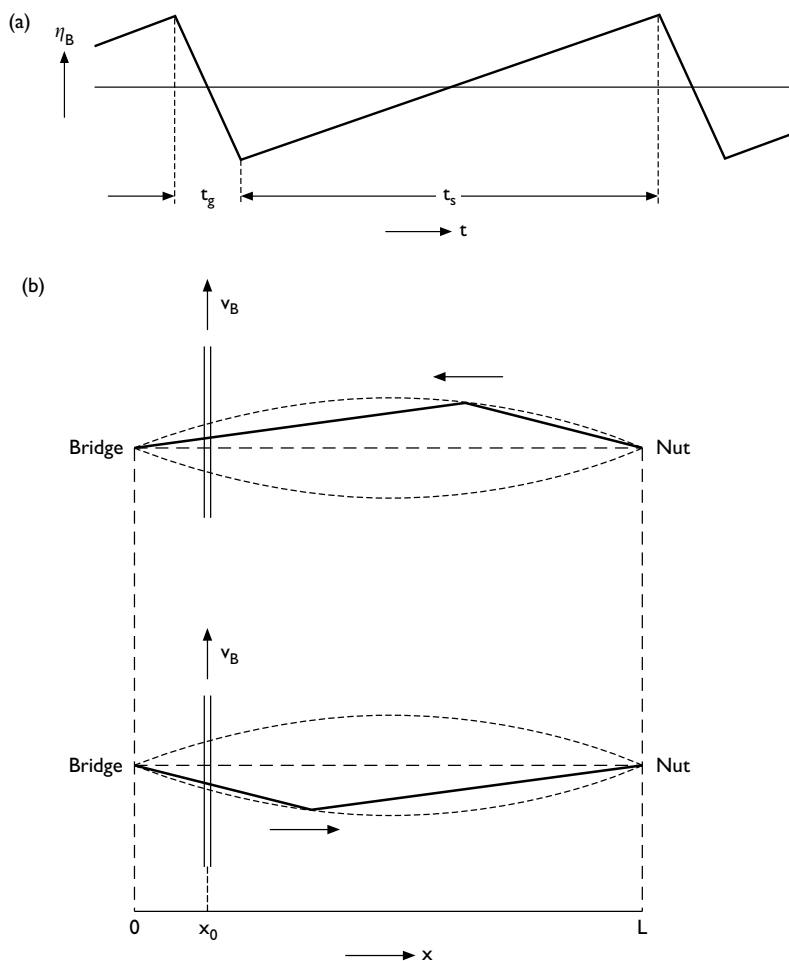 (a)
η_B
t_g t_s
t
(b)
v_B
Bridge Nut
v_B
Bridge Nut
0 x_0 L
x